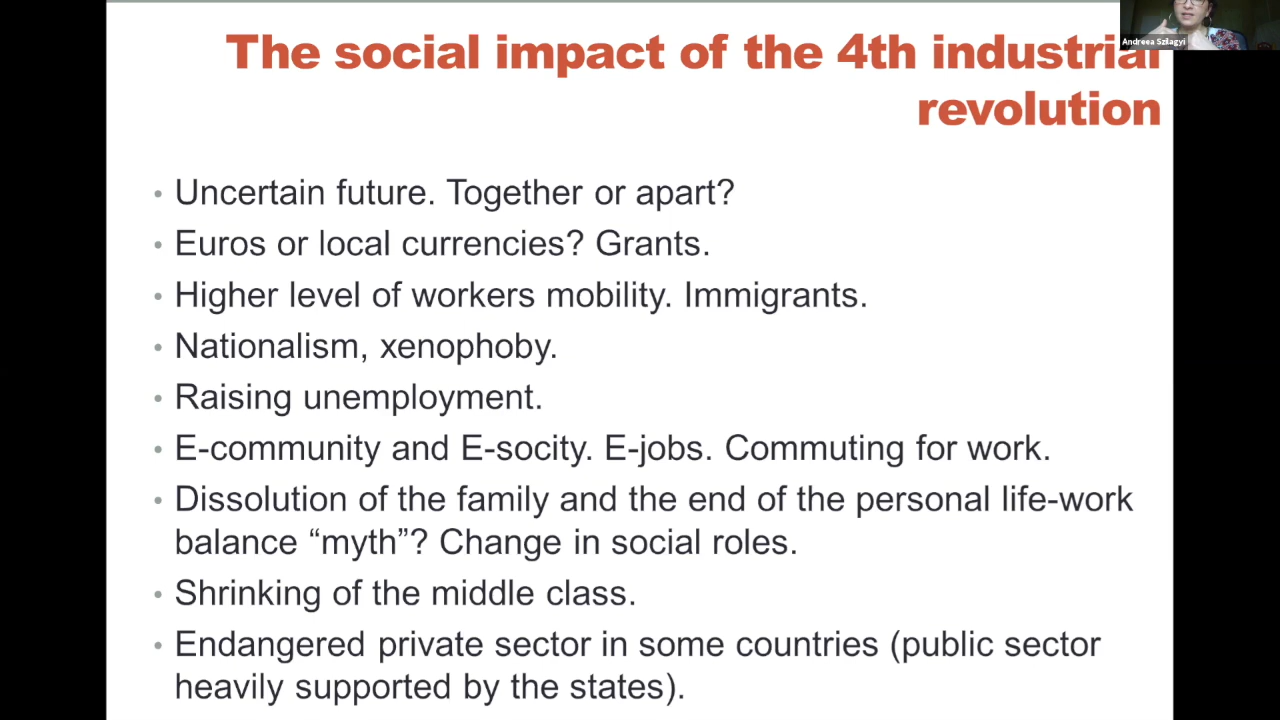 The social impact of the 4th industrial
revolution
Andreea Szilagyi
• Uncertain future. Together or apart?
• Euros or local currencies? Grants.
• Higher level of workers mobility. Immigrants.
• Nationalism, xenophoby.
• Raising unemployment.
• E-community and E-socity. E-jobs. Commuting for work.
• Dissolution of the family and the end of the personal life-work
balance “myth”? Change in social roles.
• Shrinking of the middle class.
• Endangered private sector in some countries (public sector
heavily supported by the states).